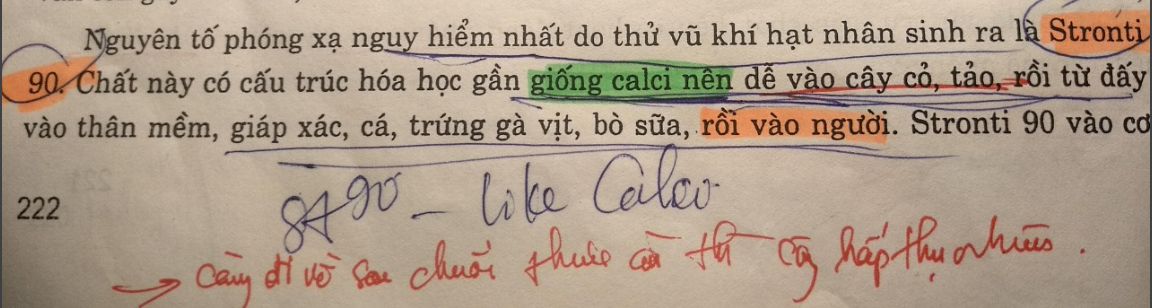 Nguyên tố phóng xạ nguy hiểm nhất do thử vũ khí hạt nhân sinh ra là Stronti
90. Chất này có cấu trúc hóa học gần giống calci nên dễ vào cây cỏ, tảo, rồi từ đấy
vào thân mềm, giáp xác, cá, trứng gà vịt, bò sữa, rồi vào người. Stronti 90 vào cơ
90 – like
222
→ càng đi về sau chuỗi thức ăn thì càng hấp thụ nhiều.